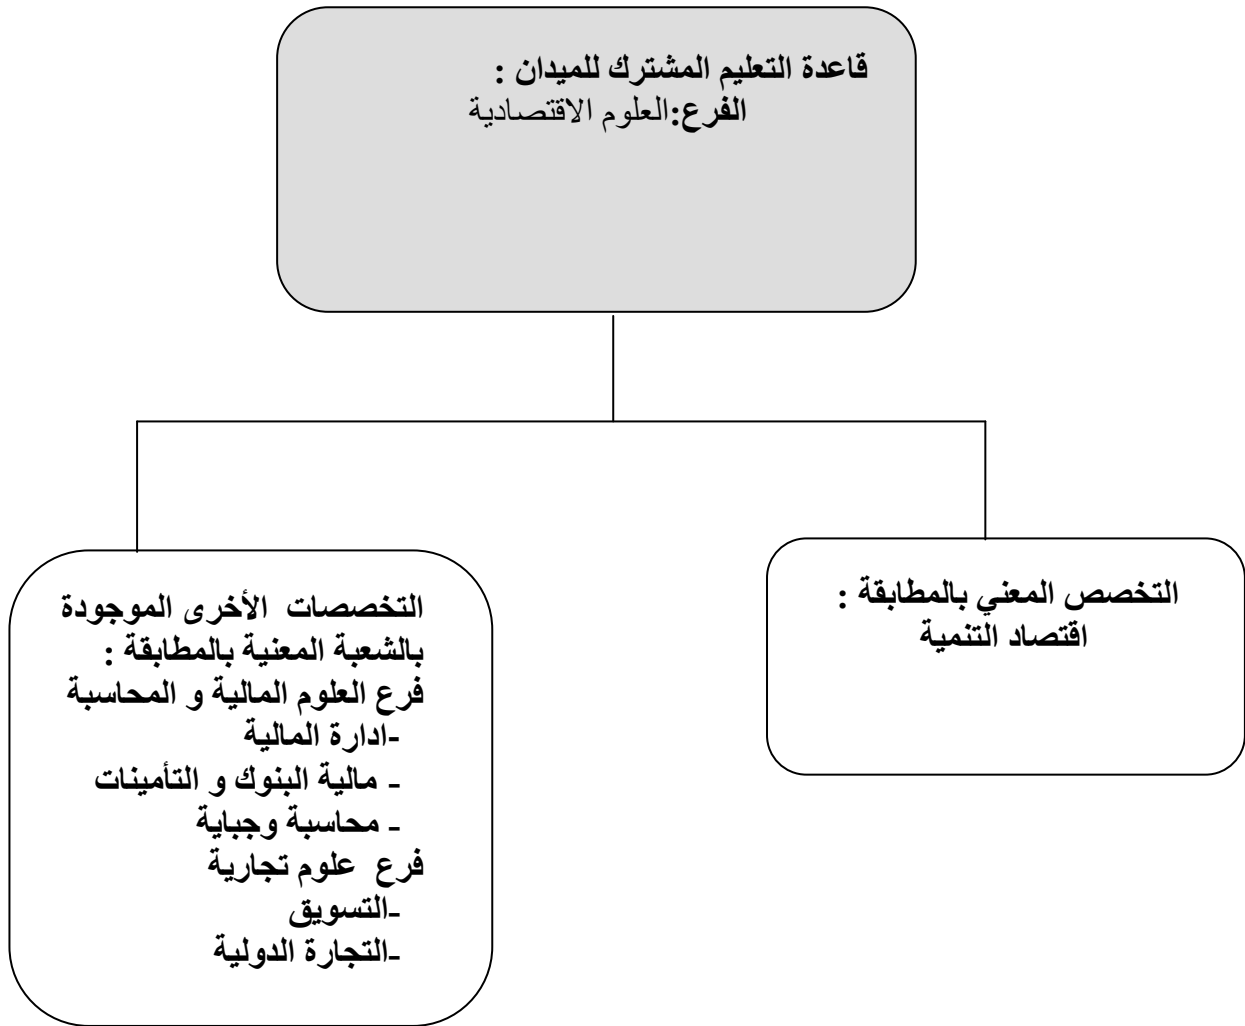 قاعدة التعليم المشترك للميدان :
الفرع:العلوم الاقتصادية
التخصص المعني بالمطابقة :
اقتصاد التنمية
التخصصات الأخرى الموجودة
بالشعبة المعنية بالمطابقة :
فرع العلوم المالية و المحاسبة
-ادارة المالية
- مالية البنوك و التأمينات
- محاسبة وجباية
فرع علوم تجارية
-التسويق
-التجارة الدولية